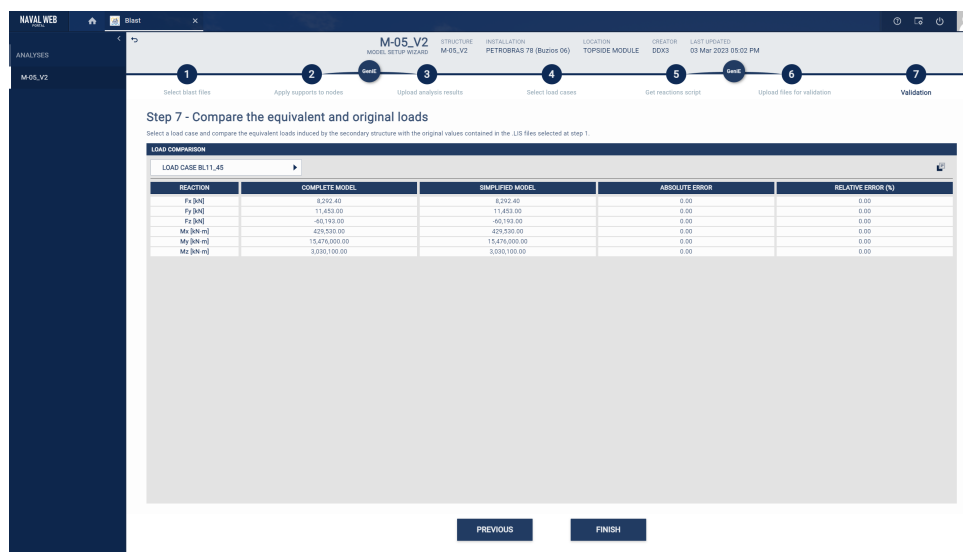 NAVAL WEB
PORTAL
Blast ×
ANALYSES
M-05_V2
M-05_V2
MODEL SETUP WIZARD
STRUCTURE
M-05_V2
INSTALLATION
PETROBRAS 78 (Buzios 06)
LOCATION
TOPSIDE MODULE
CREATOR
DDX3
LAST UPDATED
03 Mar 2023 05:02 PM
1 2 GeniE 3 4 5 GeniE 6 7
Select blast files Apply supports to nodes Upload analysis results Select load cases Get reactions script Upload files for validation Validation
Step 7 - Compare the equivalent and original loads
Select a load case and compare the equivalent loads induced by the secondary structure with the original values contained in the .LIS files selected at step 1.
LOAD COMPARISON
LOAD CASE BL11_45
REACTION COMPLETE MODEL SIMPLIFIED MODEL ABSOLUTE ERROR RELATIVE ERROR (%)
Fx [kN] 8,292.40 8,292.40 0.00 0.00
Fy [kN] 11,453.00 11,453.00 0.00 0.00
Fz [kN] -60,193.00 -60,193.00 0.00 0.00
Mx [kN·m] 429,530.00 429,530.00 0.00 0.00
My [kN·m] 15,476,000.00 15,476,000.00 0.00 0.00
Mz [kN·m] 3,030,100.00 3,030,100.00 0.00 0.00
PREVIOUS FINISH